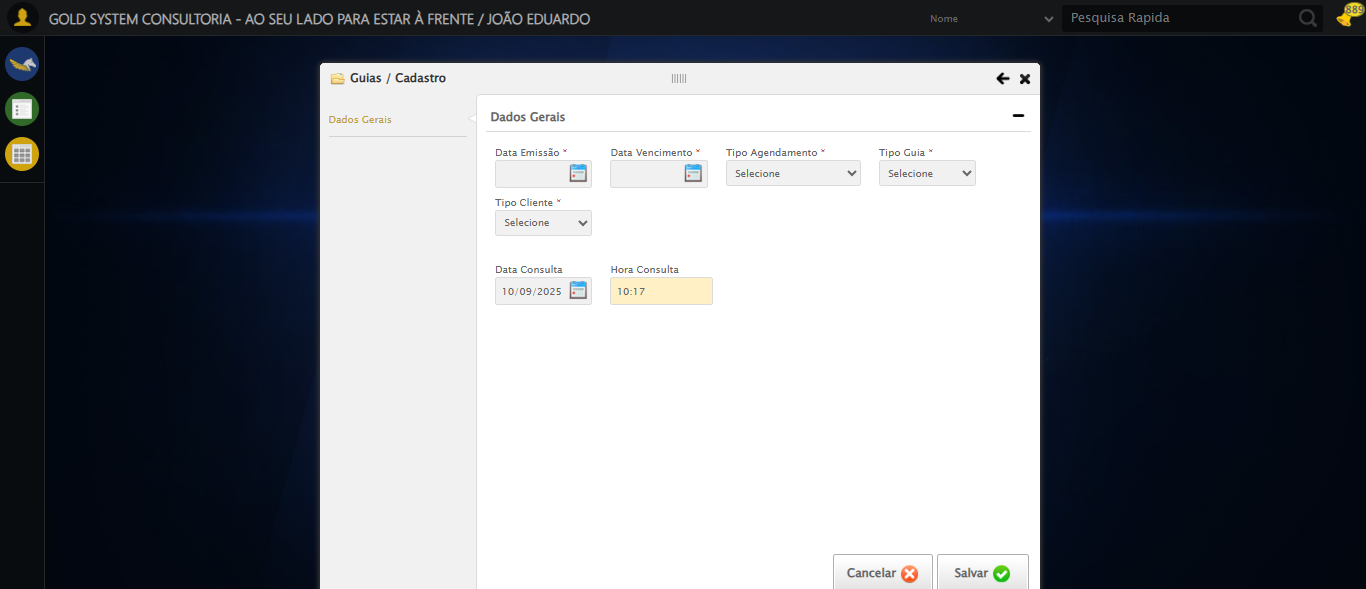 GOLD SYSTEM CONSULTORIA - AO SEU LADO PARA ESTAR À FRENTE / JOÃO EDUARDO
Nome
Pesquisa Rapida
889
Guias / Cadastro
Dados Gerais
Dados Gerais
Data Emissão * Data Vencimento * Tipo Agendamento * Tipo Guia *
Selecione Selecione
Tipo Cliente *
Selecione
Data Consulta Hora Consulta
10/09/2025 10:17
Cancelar Salvar